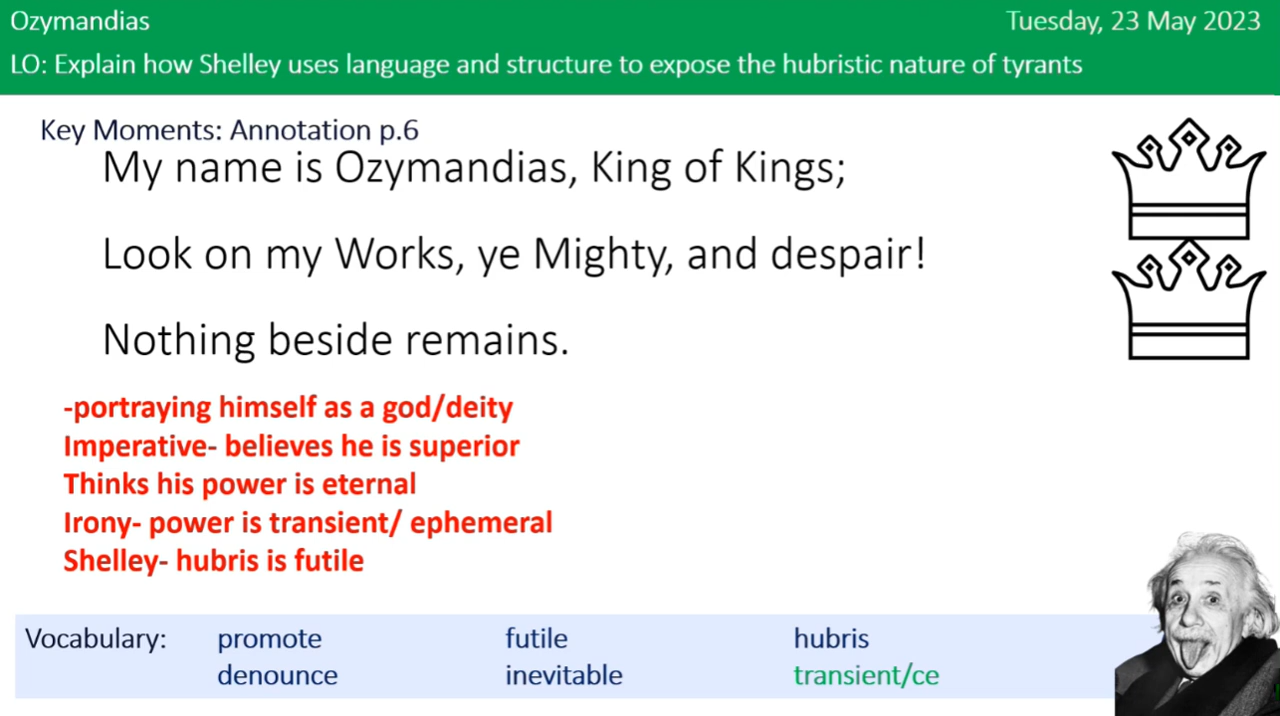 Ozymandias
Tuesday, 23 May 2023
LO: Explain how Shelley uses language and structure to expose the hubristic nature of tyrants
Key Moments: Annotation p.6
My name is Ozymandias, King of Kings;
Look on my Works, ye Mighty, and despair!
Nothing beside remains.
-portraying himself as a god/deity
Imperative- believes he is superior
Thinks his power is eternal
Irony- power is transient/ ephemeral
Shelley- hubris is futile
Vocabulary: promote futile hubris
denounce inevitable transient/ce